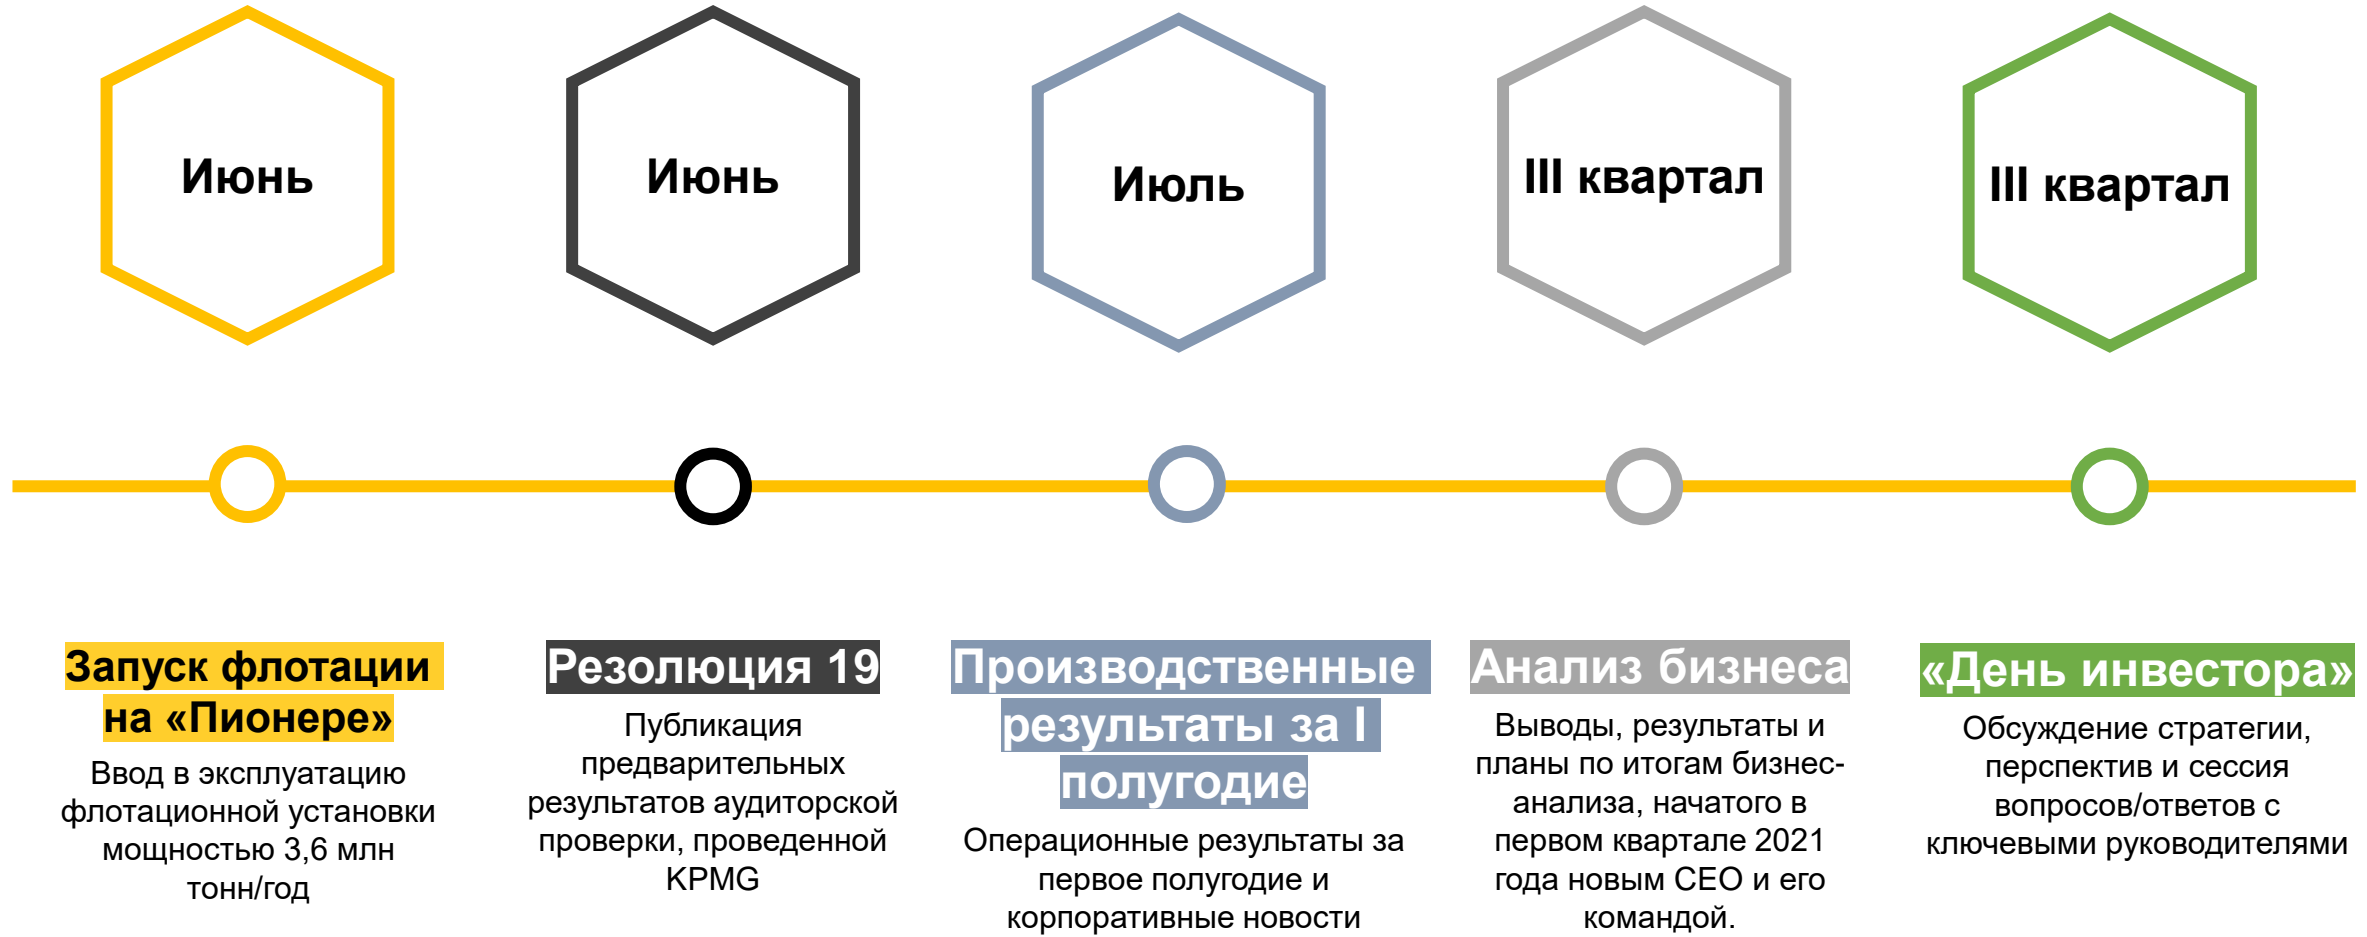 Июнь
Июнь
Июль
III квартал
III квартал
Запуск флотации
на «Пионере»
Ввод в эксплуатацию
флотационной установки
мощностью 3,6 млн
тонн/год
Резолюция 19
Публикация
предварительных
результатов аудиторской
проверки, проведенной
KPMG
Производственные
результаты за I
полугодие
Операционные результаты за
первое полугодие и
корпоративные новости
Анализ бизнеса
Выводы, результаты и
планы по итогам бизнес-
анализа, начатого в
первом квартале 2021
года новым CEO и его
командой.
«День инвестора»
Обсуждение стратегии,
перспектив и сессия
вопросов/ответов с
ключевыми руководителями